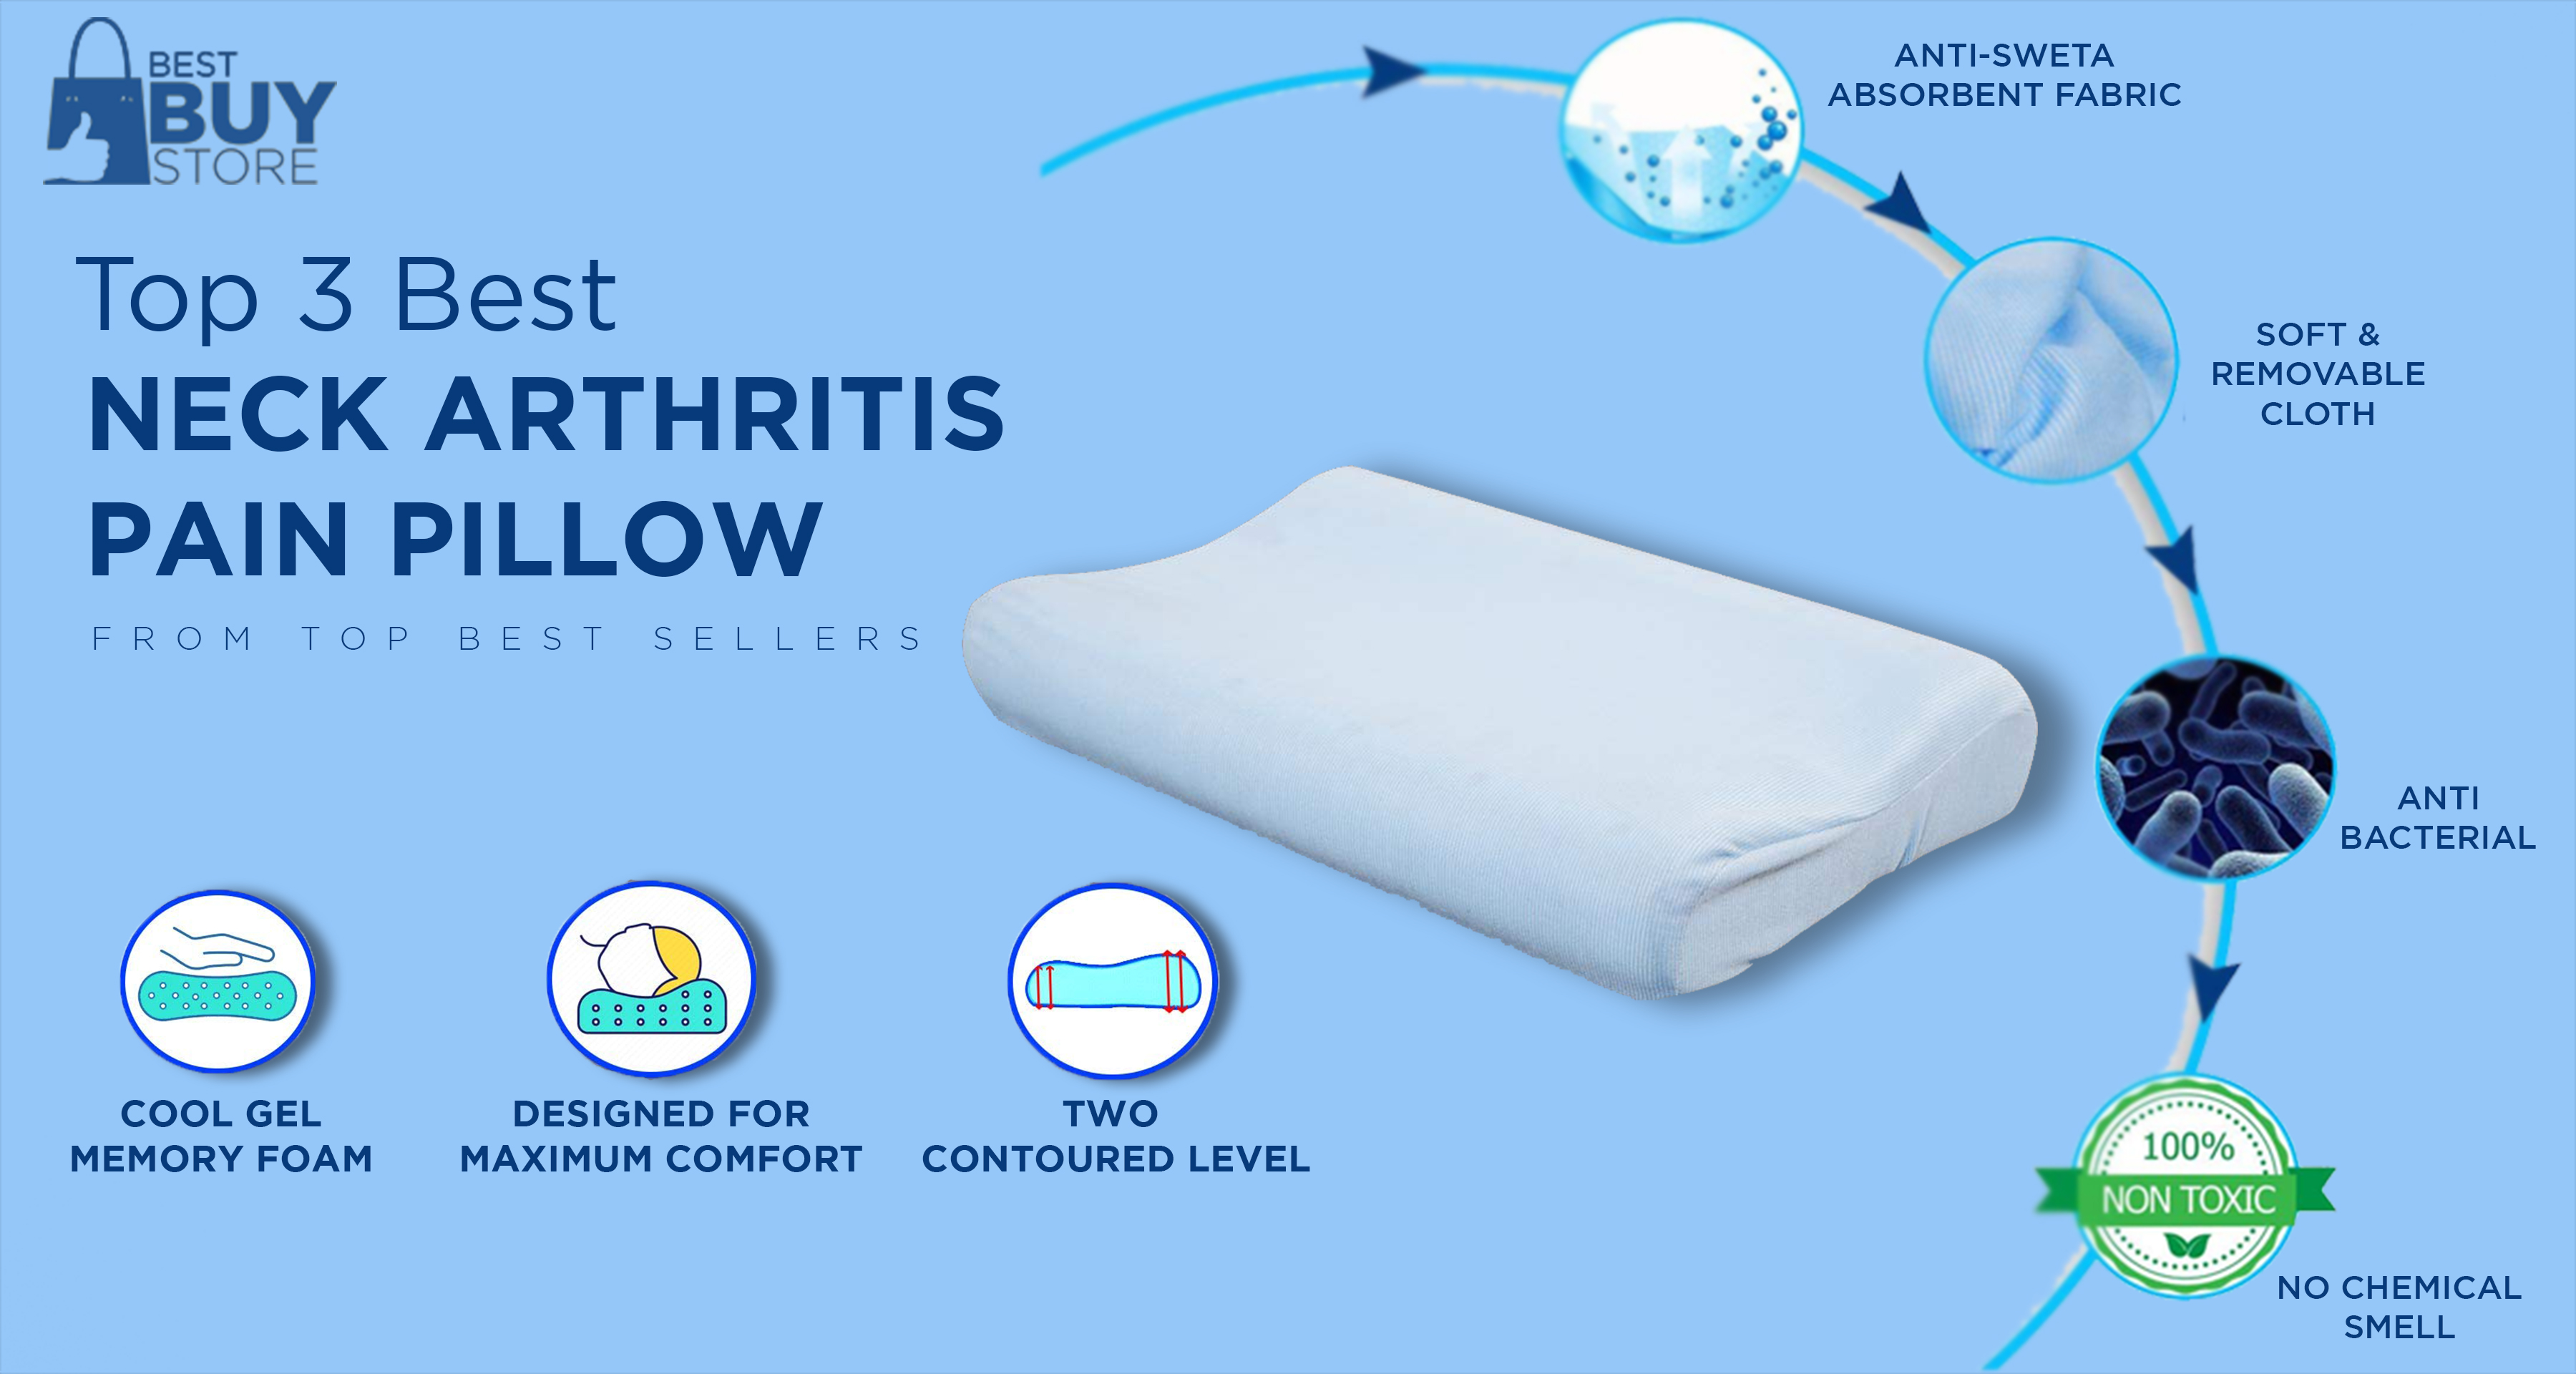 BEST
BUY
STORE
Top 3 Best
NECK ARTHRITIS
PAIN PILLOW
FROM TOP BEST SELLERS
COOL GEL
MEMORY FOAM
DESIGNED FOR
MAXIMUM COMFORT
TWO
CONTOURED LEVEL
ANTI-SWETA
ABSORBENT FABRIC
SOFT &
REMOVABLE
CLOTH
ANTI
BACTERIAL
100%
NON TOXIC
NO CHEMICAL
SMELL